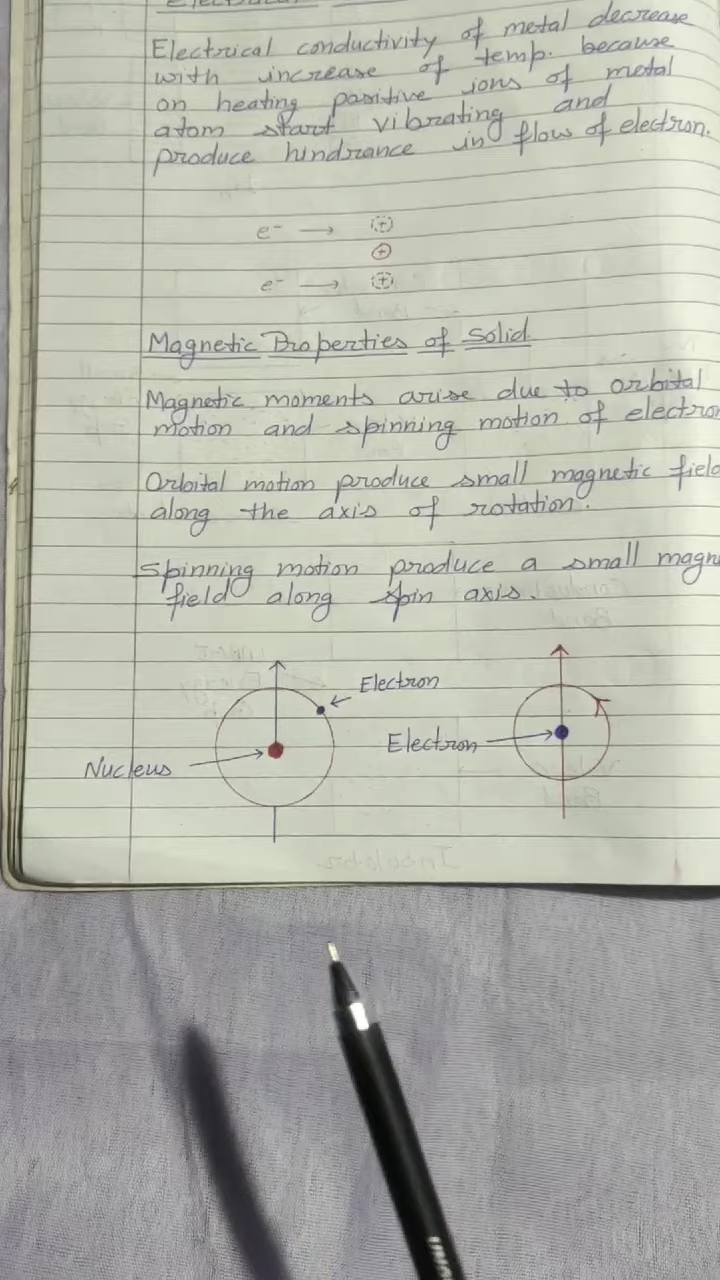 Electrical conductivity of metal decrease
with increase of temp. because
on heating positive ions of metal
atom start vibrating and
produce hindrance in flow of electron.
e⁻ → (+)
(+)
e⁻ → (+)
Magnetic Properties of Solid
Magnetic moments arise due to orbital
motion and spinning motion of electron
Orbital motion produce small magnetic field
along the axis of rotation.
Spinning motion produce a small magn
field along spin axis.
Electron
Electron
Nucleus